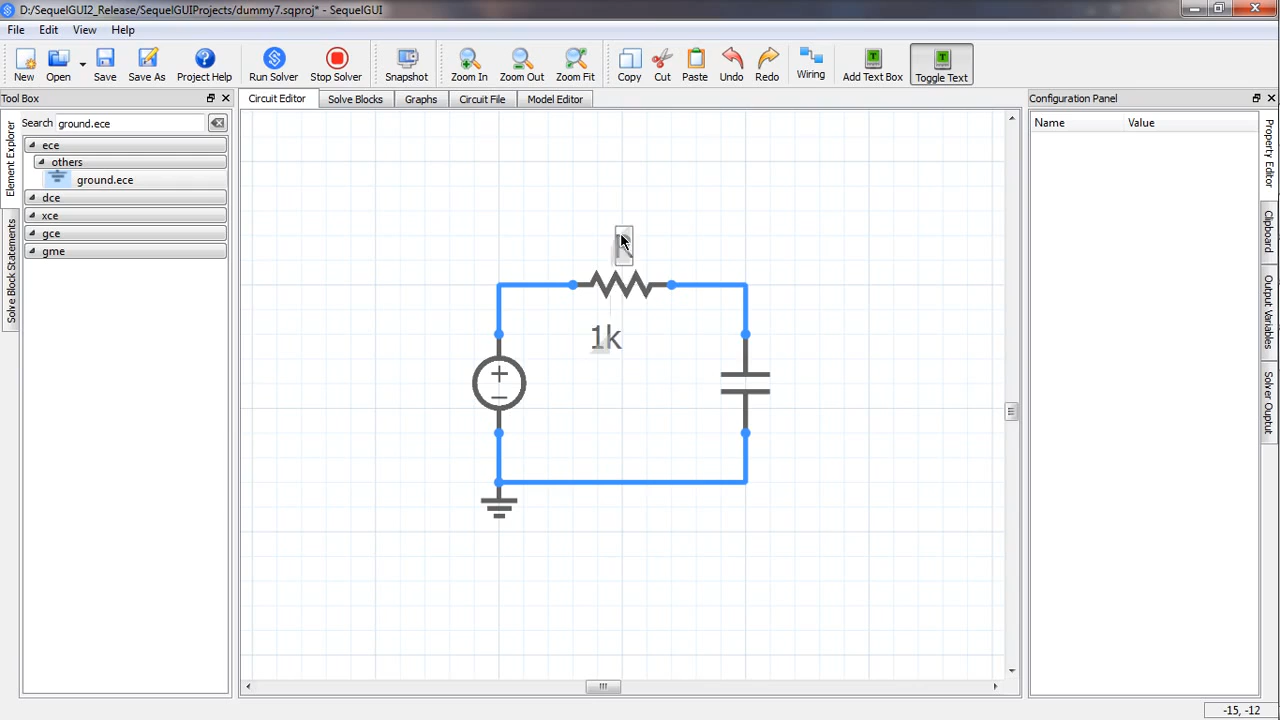 D:/SequelGUI2_Release/SequelGUIProjects/dummy7.sqproj* - SequelGUI
File Edit View Help
New Open Save Save As Project Help Run Solver Stop Solver Snapshot Zoom In Zoom Out Zoom Fit Copy Cut Paste Undo Redo Wiring Add Text Box Toggle Text
Tool Box
Circuit Editor Solve Blocks Graphs Circuit File Model Editor
Configuration Panel
Element Explorer
Solve Block Statements
Search ground.ece
ece
others
ground.ece
dce
xce
gce
gme
R
1k
Name Value
Property Editor
Clipboard
Output Variables
Solver Ouptut
-15, -12